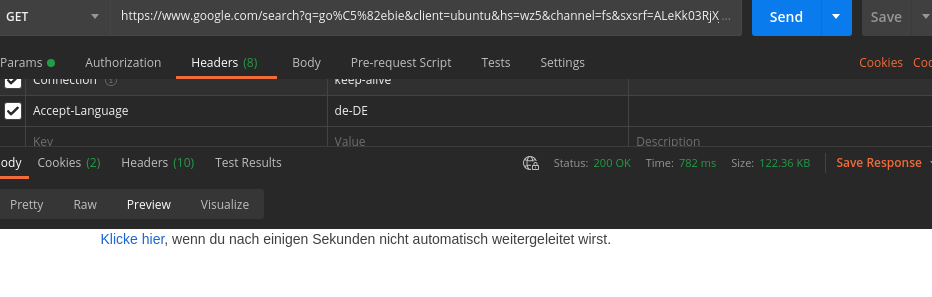 GET https://www.google.com/search?q=go%C5%82ebie&client=ubuntu&hs=wz5&channel=fs&sxsrf=ALeKk03RjX... Send Save
Params Authorization Headers (8) Body Pre-request Script Tests Settings Cookies Coo
Connection keep-alive
Accept-Language de-DE
Key Value Description
ody Cookies (2) Headers (10) Test Results Status: 200 OK Time: 782 ms Size: 122.36 KB Save Response
Pretty Raw Preview Visualize
Klicke hier, wenn du nach einigen Sekunden nicht automatisch weitergeleitet wirst.